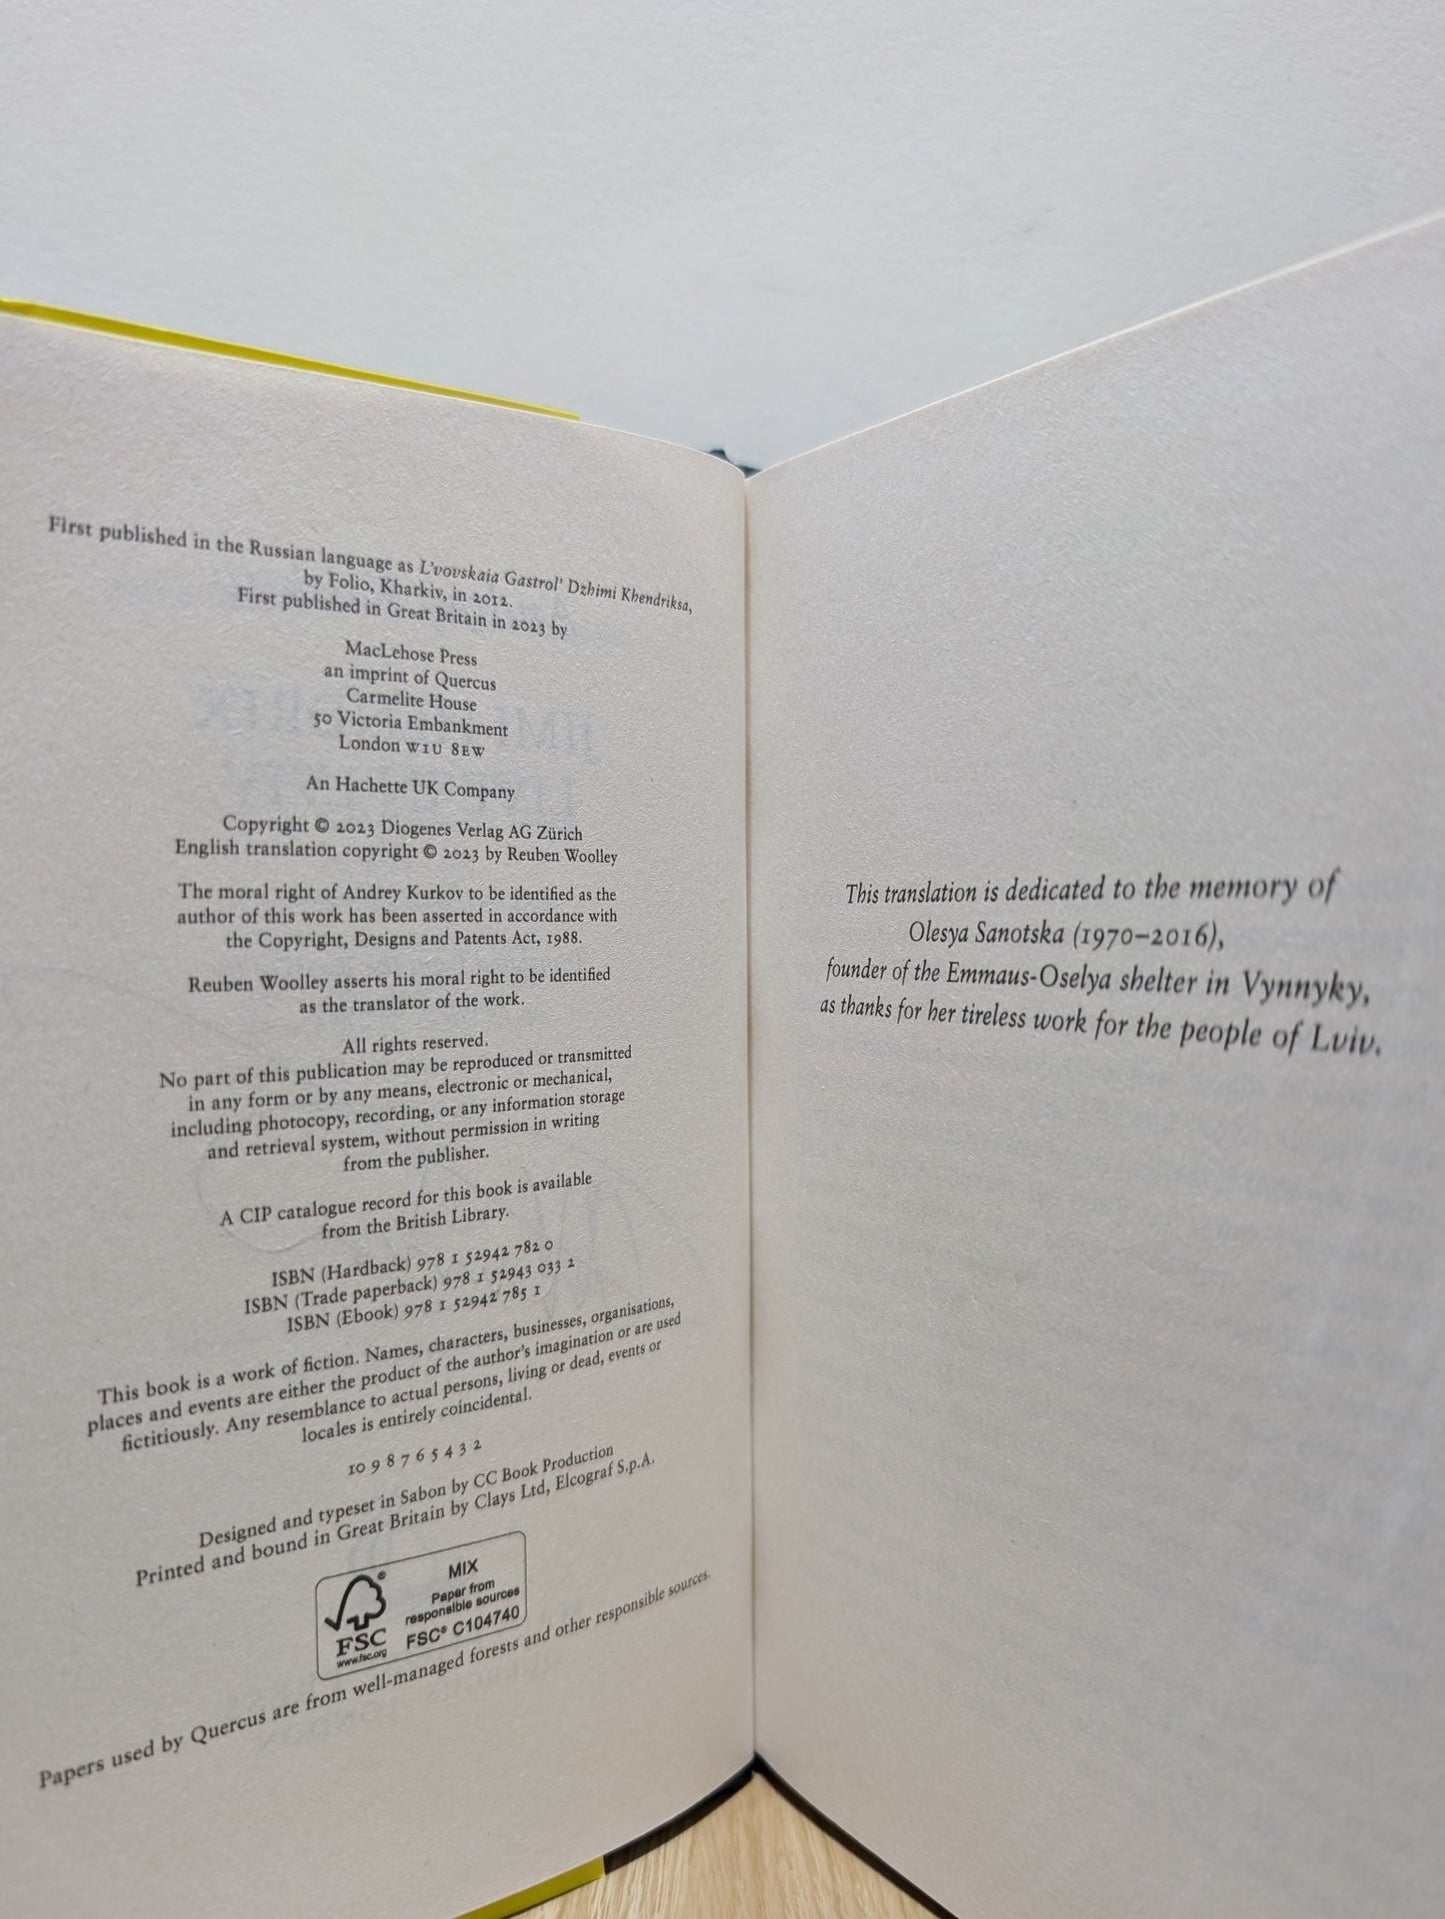 First published in the Russian language as L'vovskaia Gastrol' Dzhimi Khendriksa,
by Folio, Kharkiv, in 2012.
First published in Great Britain in 2023 by
MacLehose Press
an imprint of Quercus
Carmelite House
50 Victoria Embankment
London W1U 8EW
An Hachette UK Company
Copyright © 2023 Diogenes Verlag AG Zürich
English translation copyright © 2023 by Reuben Woolley
The moral right of Andrey Kurkov to be identified as the
author of this work has been asserted in accordance with
the Copyright, Designs and Patents Act, 1988.
Reuben Woolley asserts his moral right to be identified
as the translator of the work.
All rights reserved.
No part of this publication may be reproduced or transmitted
in any form or by any means, electronic or mechanical,
including photocopy, recording, or any information storage
and retrieval system, without permission in writing
from the publisher.
A CIP catalogue record for this book is available
from the British Library.
ISBN (Hardback) 978 1 52942 782 0
ISBN (Trade paperback) 978 1 52943 033 2
ISBN (Ebook) 978 1 52942 785 1
This book is a work of fiction. Names, characters, businesses, organisations,
places and events are either the product of the author's imagination or are used
fictitiously. Any resemblance to actual persons, living or dead, events or
locales is entirely coincidental.
10 9 8 7 6 5 4 3 2
Designed and typeset in Sabon by CC Book Production
Printed and bound in Great Britain by Clays Ltd, Elcograf S.p.A.
MIX
Paper from
responsible sources
FSC® C104740
®
FSC
www.fsc.org
Papers used by Quercus are from well-managed forests and other responsible sources.
This translation is dedicated to the memory of
Olesya Sanotska (1970–2016),
founder of the Emmaus-Oselya shelter in Vynnyky,
as thanks for her tireless work for the people of Lviv.